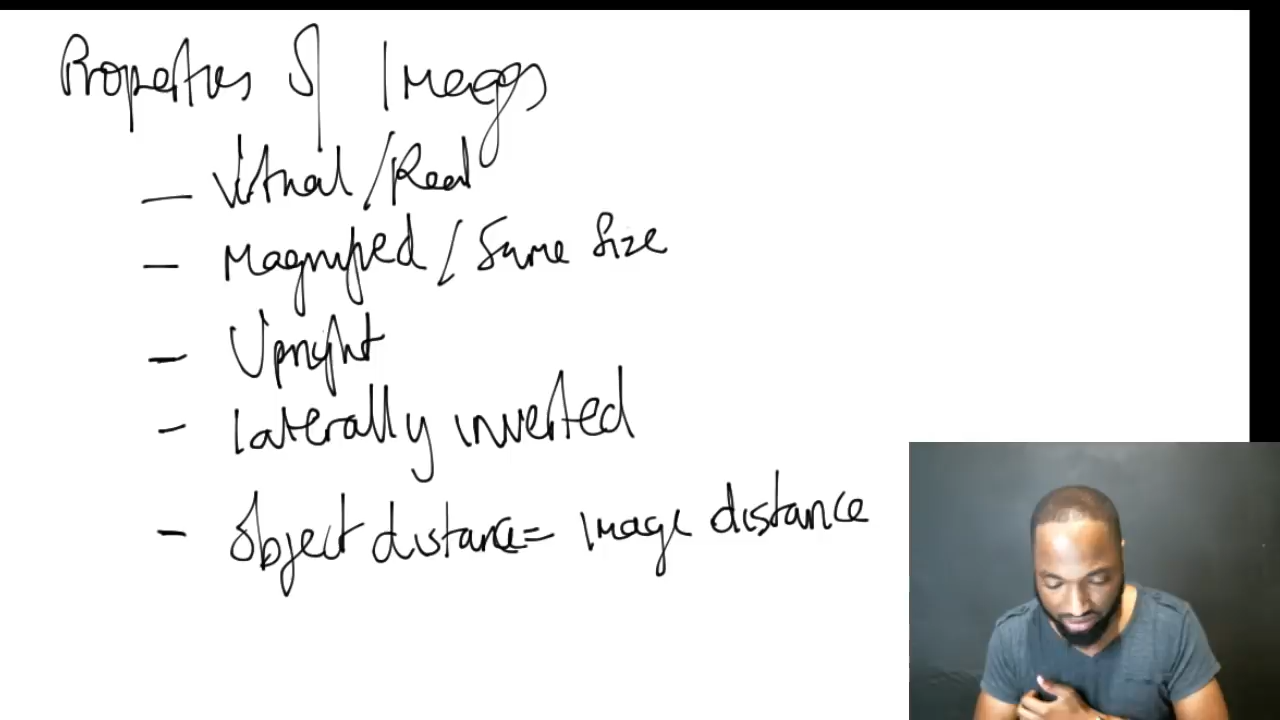 Properties of Images
- Virtual/Real
- Magnified/Same Size
- Upright
- laterally inverted
- Object distance = image distance